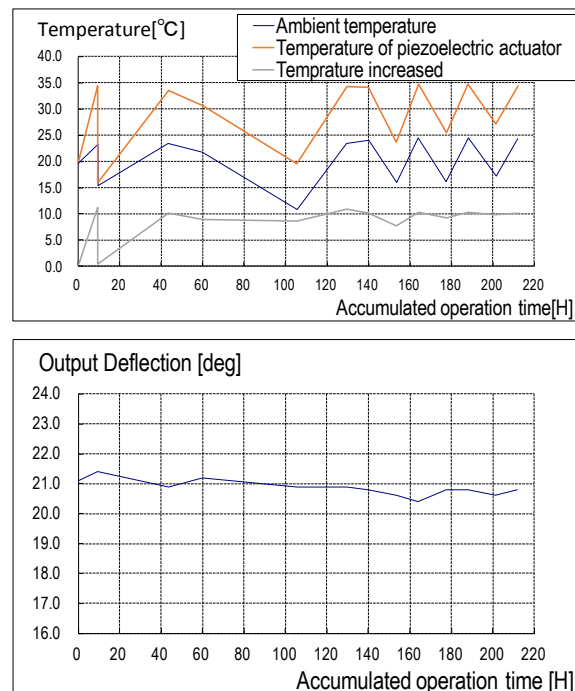 Temperature[℃]
Ambient temperature
Temperature of piezoelectric actuator
Temprature increased
40.0
35.0
30.0
25.0
20.0
15.0
10.0
5.0
0.0
0 20 40 60 80 100 120 140 160 180 200 220
Accumulated operation time[H]
Output Deflection [deg]
24.0
23.0
22.0
21.0
20.0
19.0
18.0
17.0
16.0
0 20 40 60 80 100 120 140 160 180 200 220
Accumulated operation time [H]